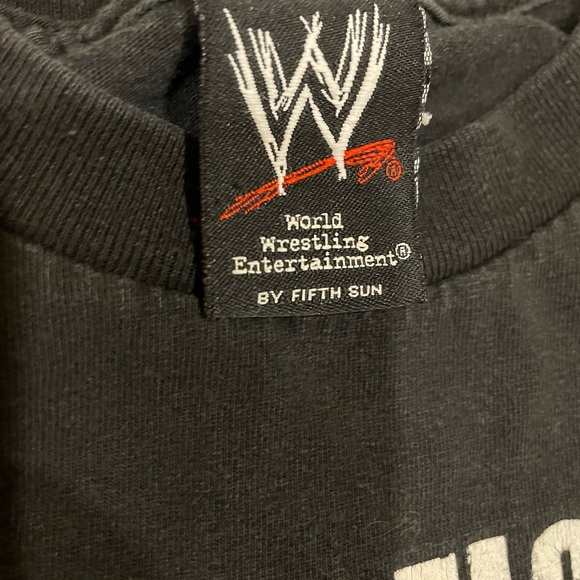 W
®
World
Wrestling
Entertainment®
BY FIFTH SUN